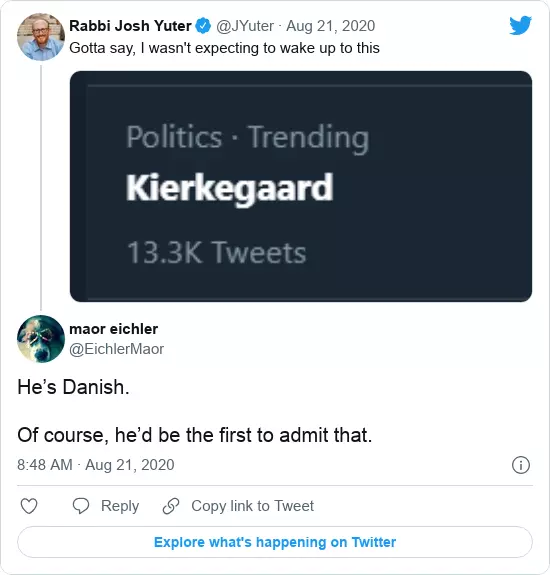 Rabbi Josh Yuter @JYuter · Aug 21, 2020
Gotta say, I wasn't expecting to wake up to this
Politics · Trending
Kierkegaard
13.3K Tweets
maor eichler
@EichlerMaor
He’s Danish.
Of course, he’d be the first to admit that.
8:48 AM · Aug 21, 2020
Reply Copy link to Tweet
Explore what's happening on Twitter